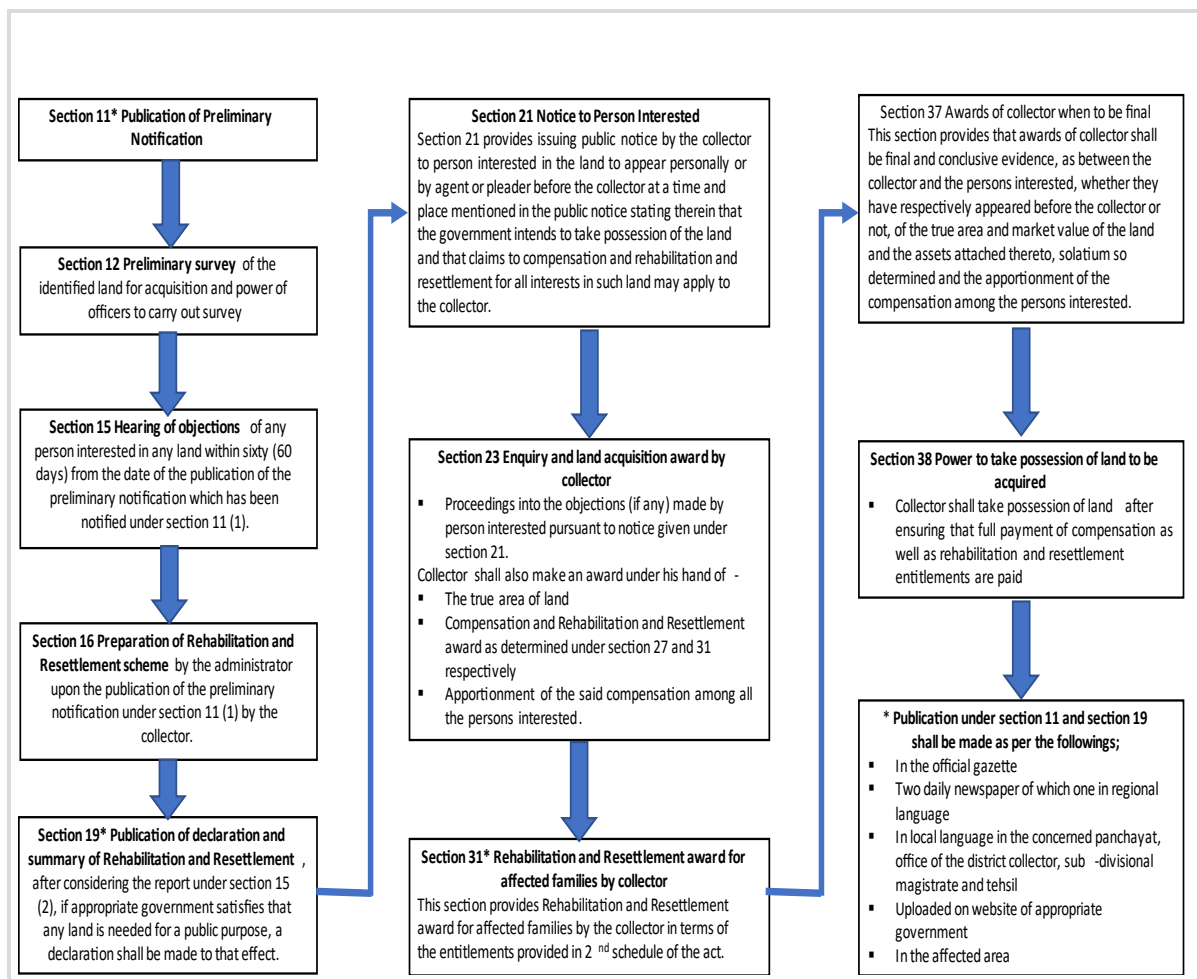 Section 11* Publication of Preliminary
Notification
Section 12 Preliminary survey of the
identified land for acquisition and power of
officers to carry out survey
Section 15 Hearing of objections of any
person interested in any land within sixty (60
days) from the date of the publication of the
preliminary notification which has been
notified under section 11 (1).
Section 16 Preparation of Rehabilitation and
Resettlement scheme by the administrator
upon the publication of the preliminary
notification under section 11 (1) by the
collector.
Section 19* Publication of declaration and
summary of Rehabilitation and Resettlement ,
after considering the report under section 15
(2), if appropriate government satisfies that
any land is needed for a public purpose, a
declaration shall be made to that effect.
Section 21 Notice to Person Interested
Section 21 provides issuing public notice by the collector
to person interested in the land to appear personally or
by agent or pleader before the collector at a time and
place mentioned in the public notice stating therein that
the government intends to take possession of the land
and that claims to compensation and rehabilitation and
resettlement for all interests in such land may apply to
the collector.
Section 23 Enquiry and land acquisition award by
collector
▪ Proceedings into the objections (if any) made by
person interested pursuant to notice given under
section 21.
Collector shall also make an award under his hand of -
▪ The true area of land
▪ Compensation and Rehabilitation and Resettlement
award as determined under section 27 and 31
respectively
▪ Apportionment of the said compensation among all
the persons interested.
Section 31* Rehabilitation and Resettlement award for
affected families by collector
This section provides Rehabilitation and Resettlement
award for affected families by the collector in terms of
the entitlements provided in 2 nd schedule of the act.
Section 37 Awards of collector when to be final
This section provides that awards of collector shall
be final and conclusive evidence, as between the
collector and the persons interested, whether they
have respectively appeared before the collector or
not, of the true area and market value of the land
and the assets attached thereto, solatium so
determined and the apportionment of the
compensation among the persons interested.
Section 38 Power to take possession of land to be
acquired
▪ Collector shall take possession of land after
ensuring that full payment of compensation as
well as rehabilitation and resettlement
entitlements are paid
* Publication under section 11 and section 19
shall be made as per the followings;
▪ In the official gazette
▪ Two daily newspaper of which one in regional
language
▪ In local language in the concerned panchayat,
office of the district collector, sub -divisional
magistrate and tehsil
▪ Uploaded on website of appropriate
government
▪ In the affected area